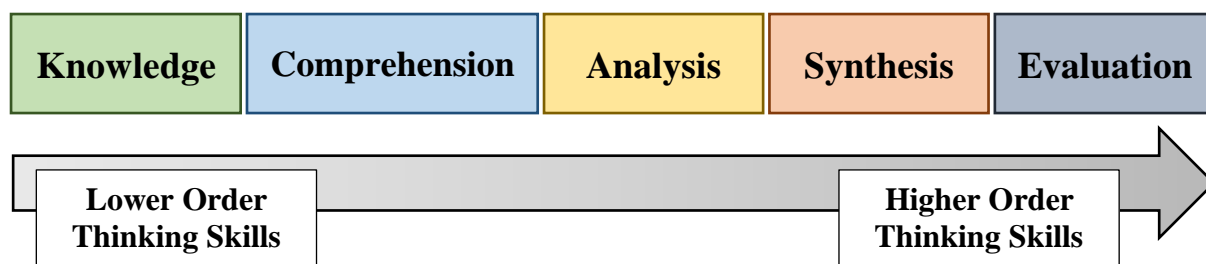 Knowledge
Comprehension
Analysis
Synthesis
Evaluation
Lower Order
Thinking Skills
Higher Order
Thinking Skills